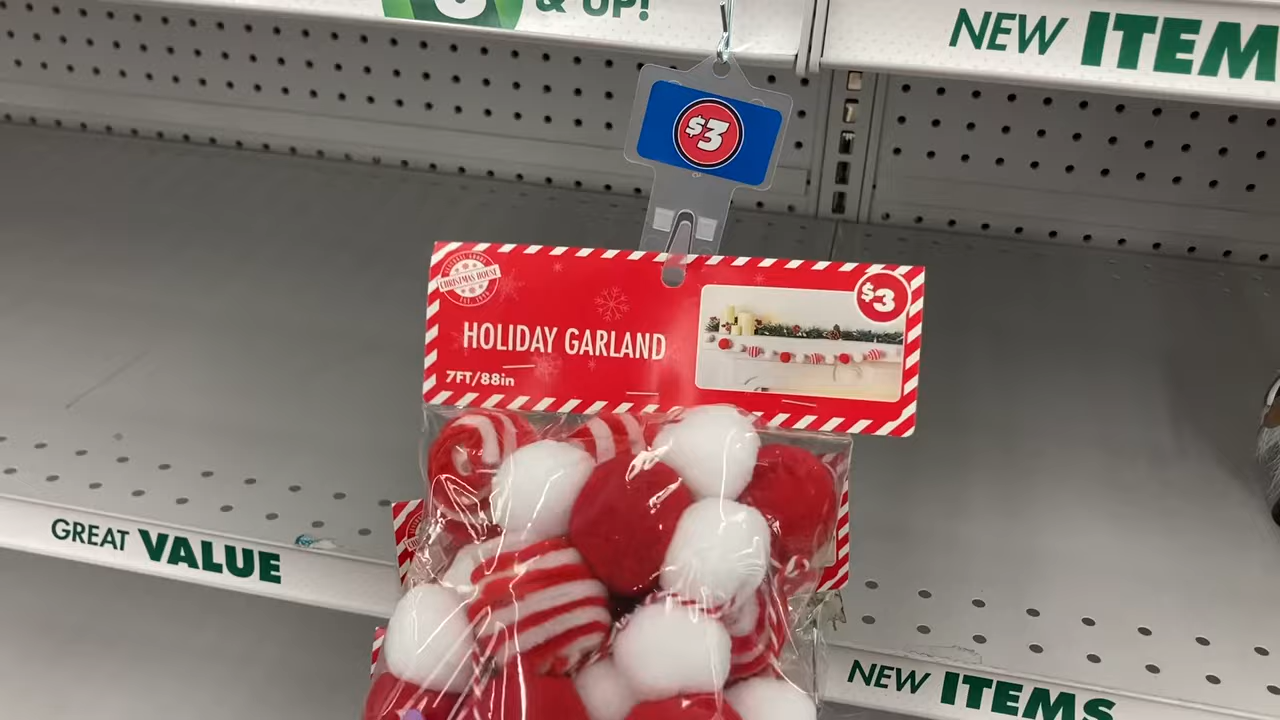 & UP!
NEW ITEM
$3
CHRISTMAS HOUSE
$3
HOLIDAY GARLAND
7FT/88in
GREAT VALUE
NEW ITEMS